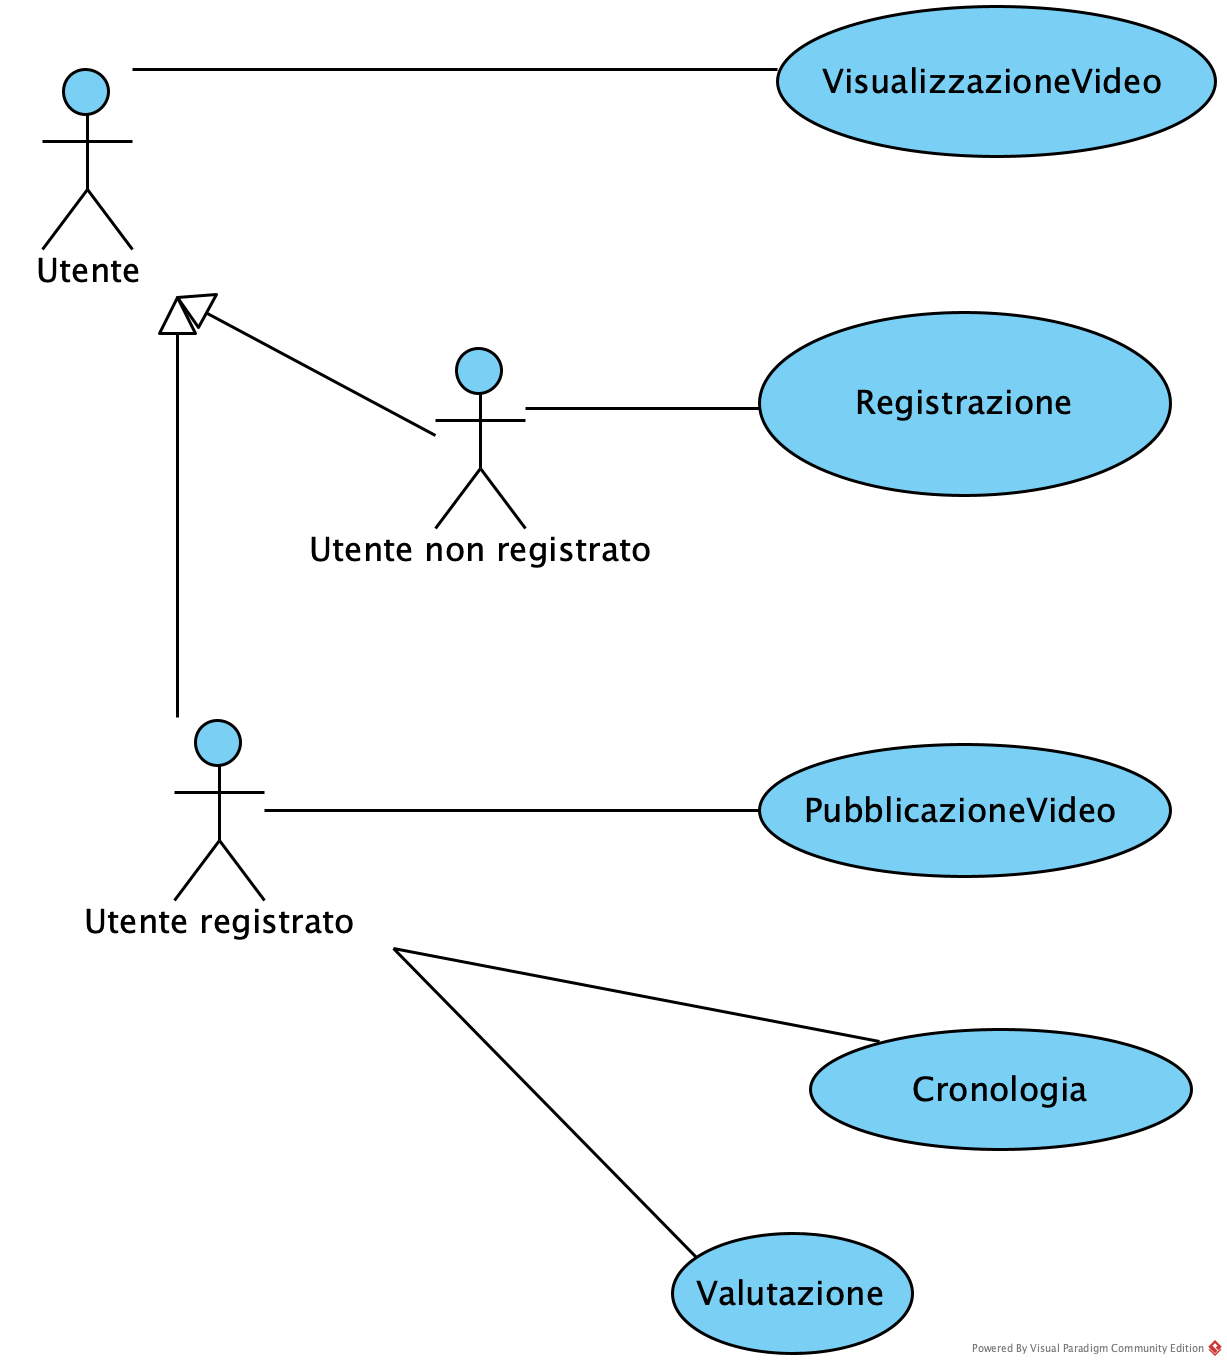 VisualizzazioneVideo
Utente
Registrazione
Utente non registrato
PubblicazioneVideo
Utente registrato
Cronologia
Valutazione
Powered By Visual Paradigm Community Edition